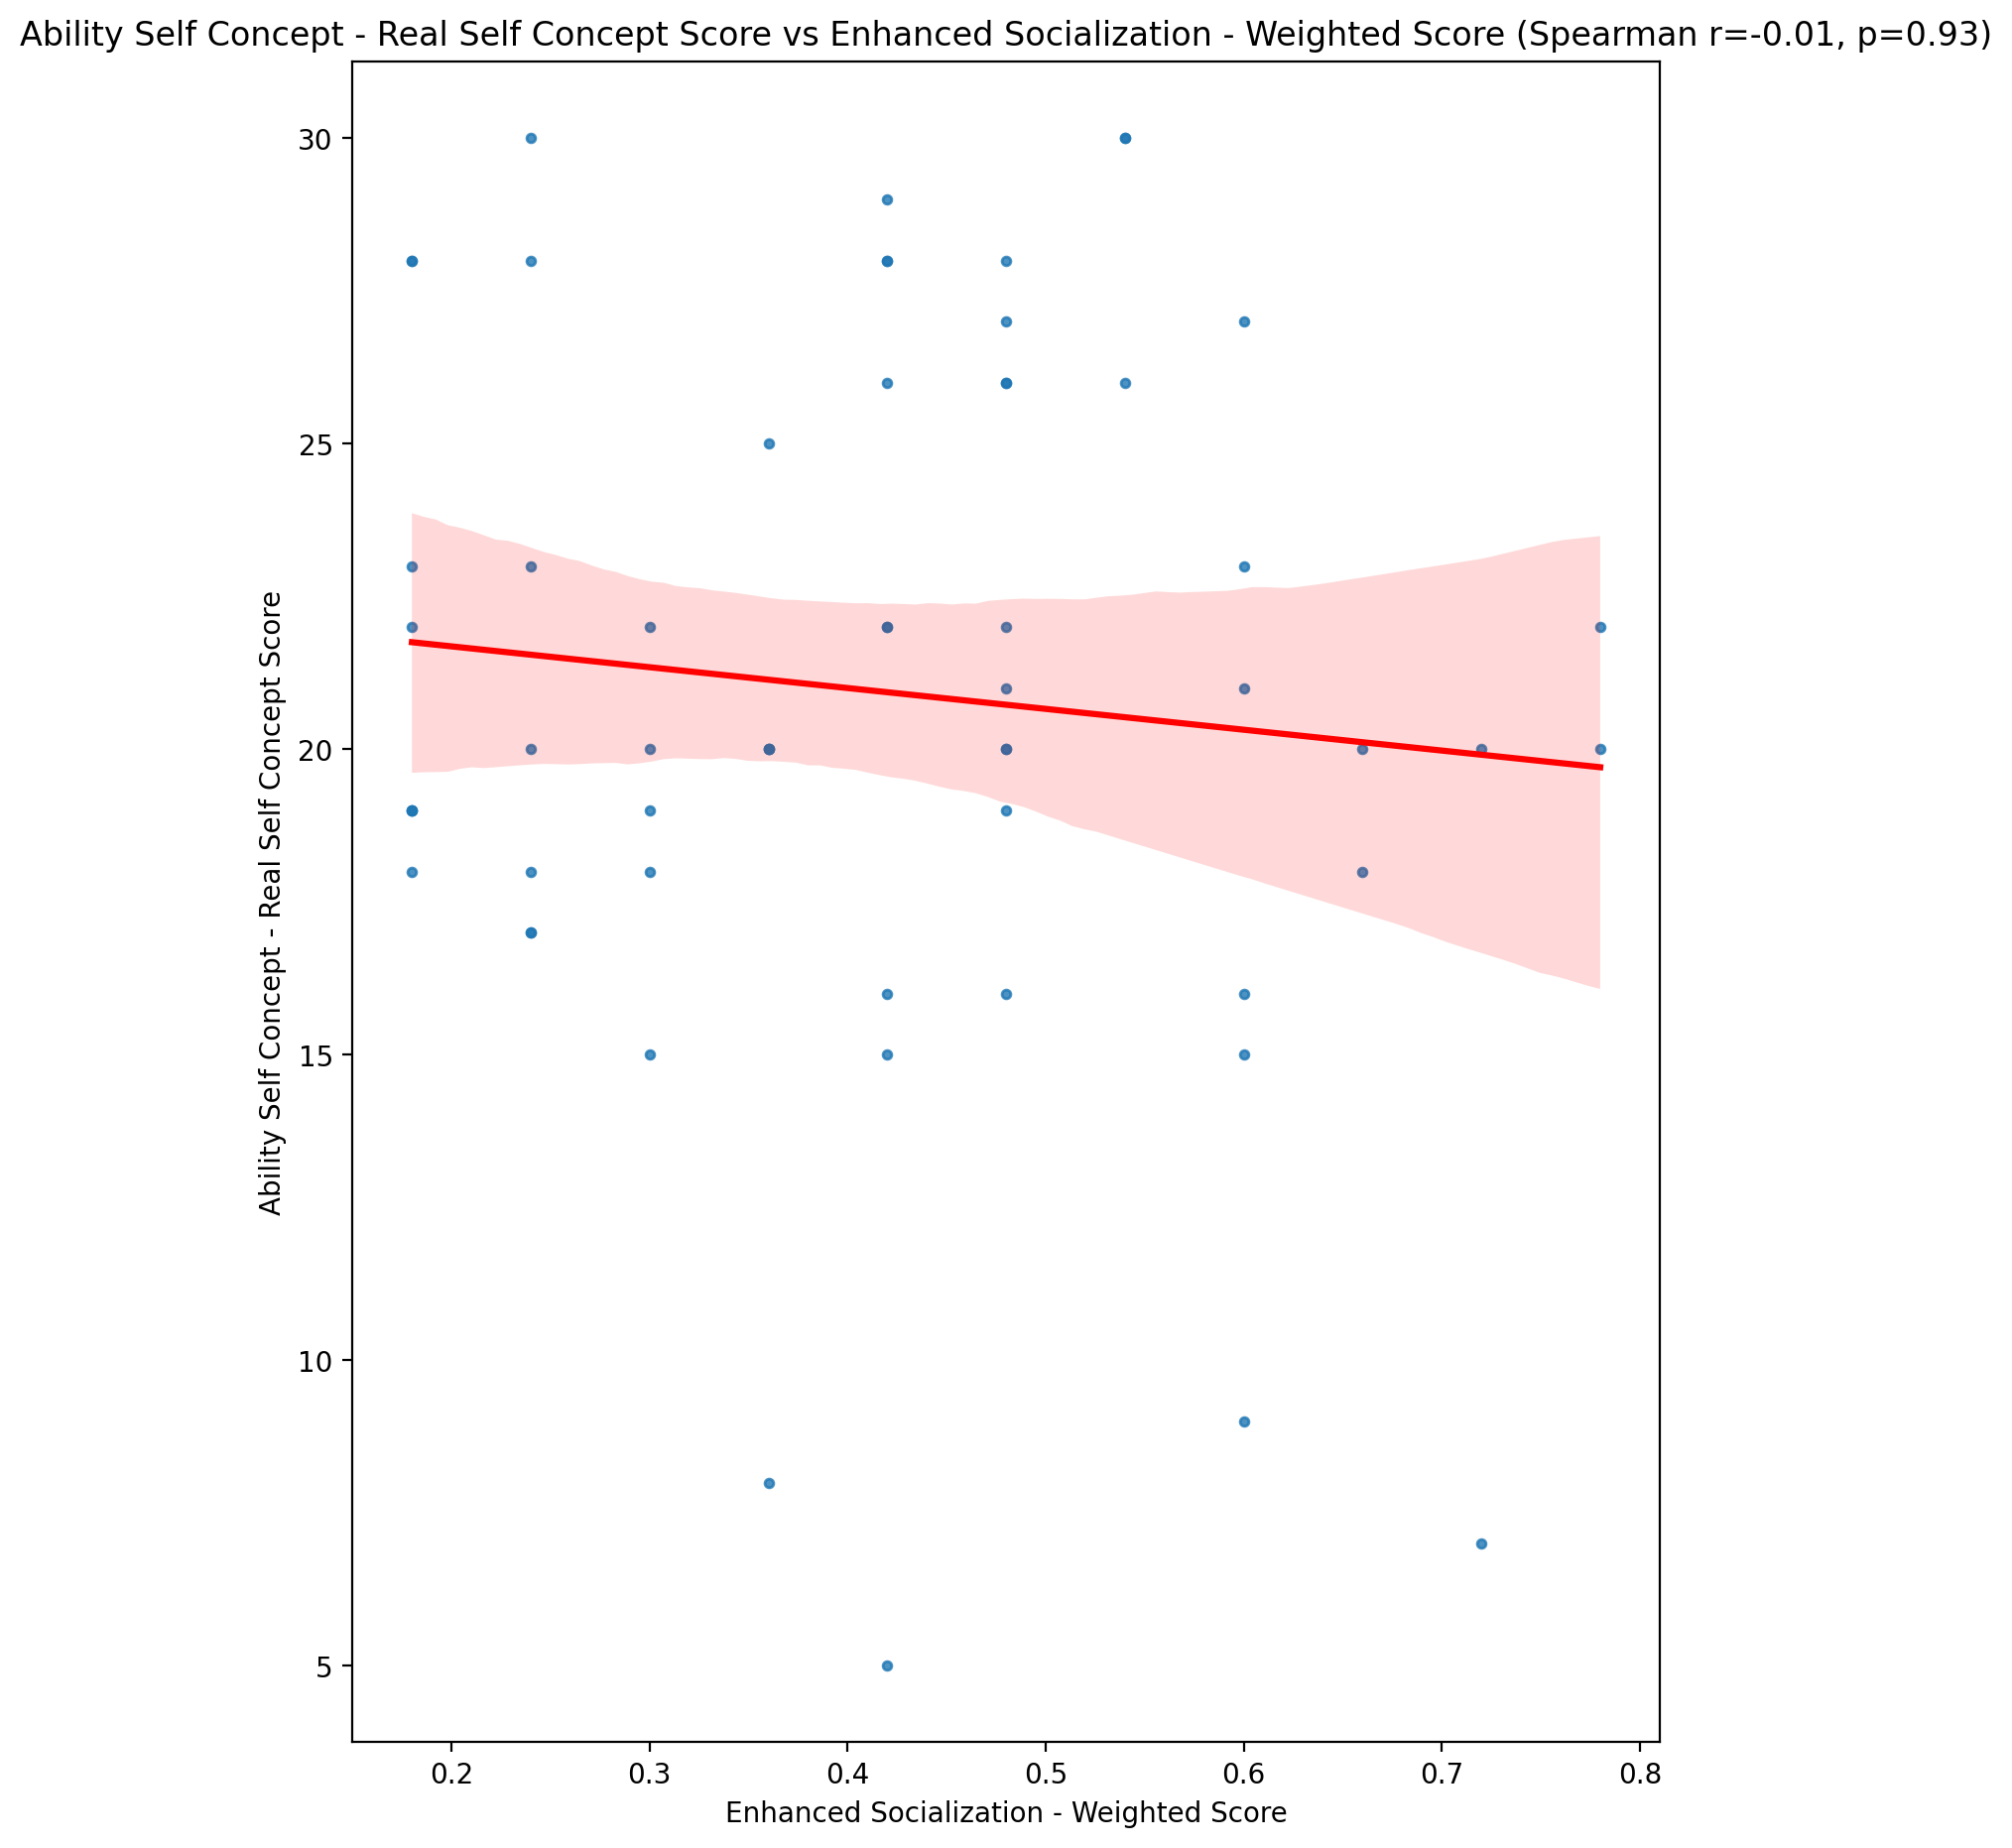 Ability Self Concept - Real Self Concept Score vs Enhanced Socialization - Weighted Score (Spearman r=-0.01, p=0.93)
Ability Self Concept - Real Self Concept Score
30
25
20
15
10
5
0.2 0.3 0.4 0.5 0.6 0.7 0.8
Enhanced Socialization - Weighted Score